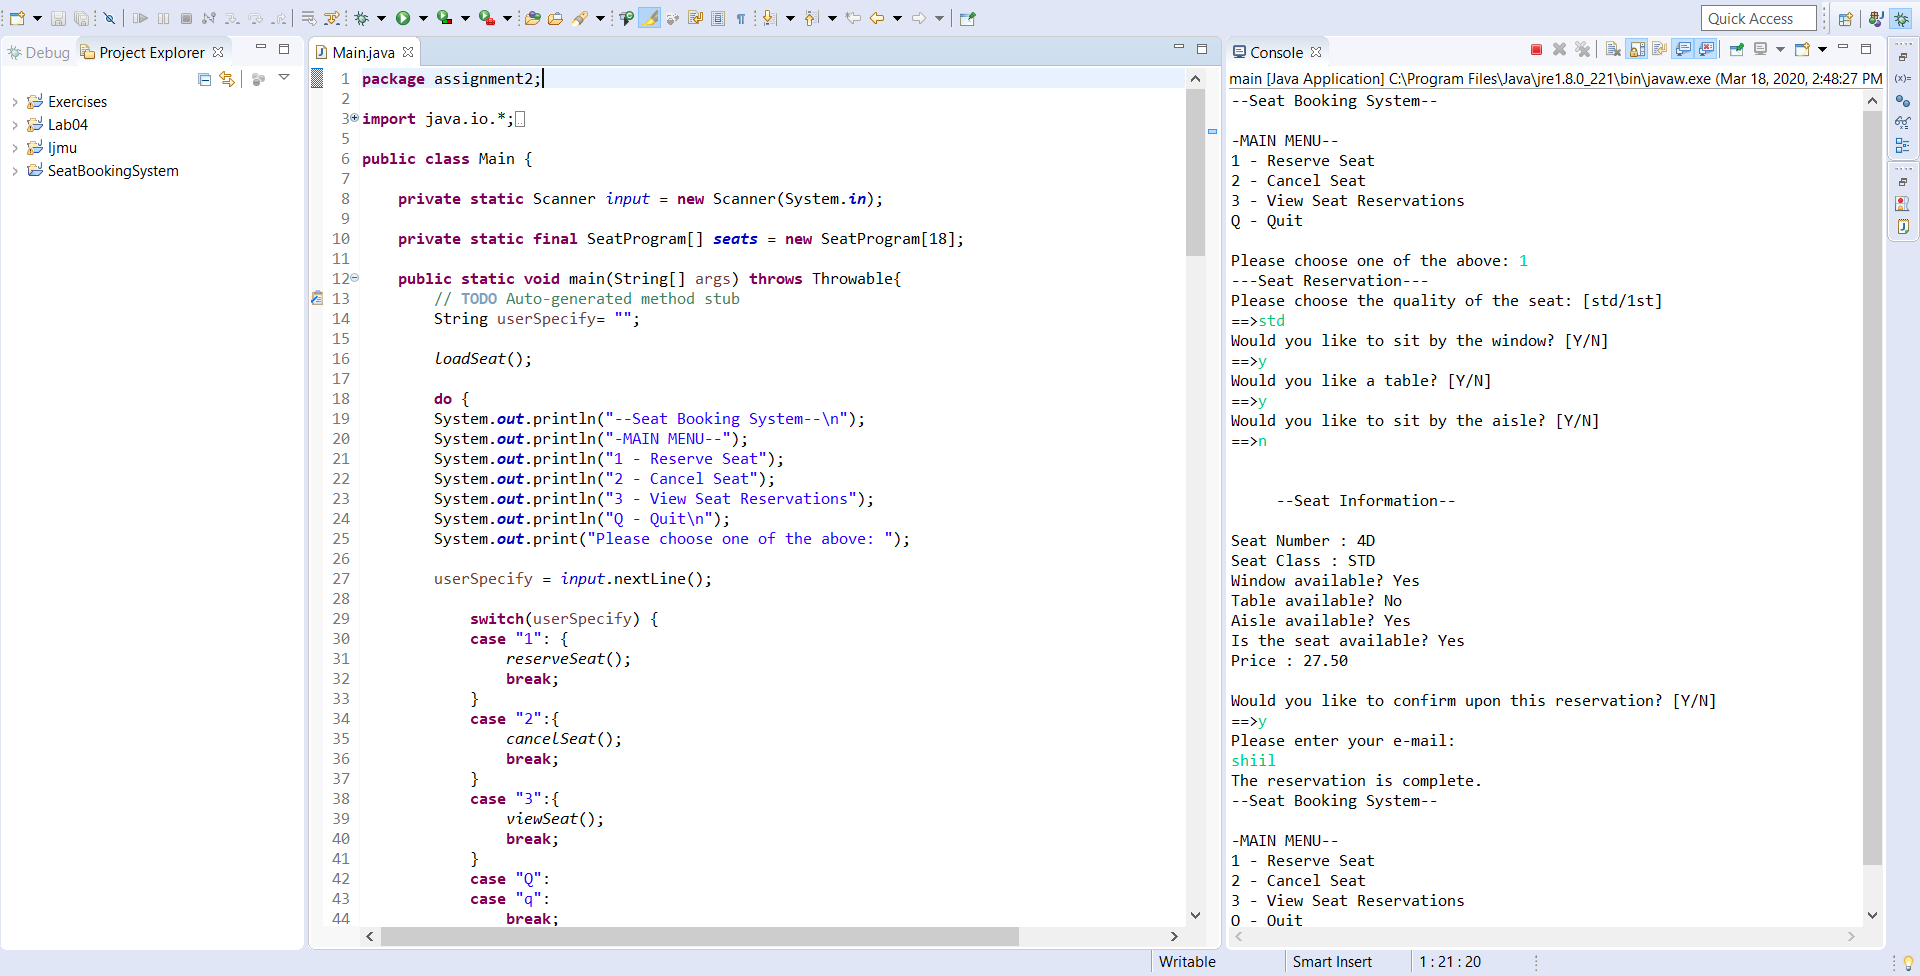 Quick Access
Debug
Project Explorer
Exercises
Lab04
ljmu
SeatBookingSystem
Main.java
1 package assignment2;
2
3 import java.io.*;
5
6 public class Main {
7
8 private static Scanner input = new Scanner(System.in);
9
10 private static final SeatProgram[] seats = new SeatProgram[18];
11
12 public static void main(String[] args) throws Throwable{
13 // TODO Auto-generated method stub
14 String userSpecify= "";
15
16 loadSeat();
17
18 do {
19 System.out.println("--Seat Booking System--\n");
20 System.out.println("-MAIN MENU--");
21 System.out.println("1 - Reserve Seat");
22 System.out.println("2 - Cancel Seat");
23 System.out.println("3 - View Seat Reservations");
24 System.out.println("Q - Quit\n");
25 System.out.print("Please choose one of the above: ");
26
27 userSpecify = input.nextLine();
28
29 switch(userSpecify) {
30 case "1": {
31 reserveSeat();
32 break;
33 }
34 case "2":{
35 cancelSeat();
36 break;
37 }
38 case "3":{
39 viewSeat();
40 break;
41 }
42 case "Q":
43 case "q":
44 break;
Console
main [Java Application] C:\Program Files\Java\jre1.8.0_221\bin\javaw.exe (Mar 18, 2020, 2:48:27 PM
--Seat Booking System--
-MAIN MENU--
1 - Reserve Seat
2 - Cancel Seat
3 - View Seat Reservations
Q - Quit
Please choose one of the above: 1
---Seat Reservation---
Please choose the quality of the seat: [std/1st]
==>std
Would you like to sit by the window? [Y/N]
==>y
Would you like a table? [Y/N]
==>y
Would you like to sit by the aisle? [Y/N]
==>n
--Seat Information--
Seat Number : 4D
Seat Class : STD
Window available? Yes
Table available? No
Aisle available? Yes
Is the seat available? Yes
Price : 27.50
Would you like to confirm upon this reservation? [Y/N]
==>y
Please enter your e-mail:
shiil
The reservation is complete.
--Seat Booking System--
-MAIN MENU--
1 - Reserve Seat
2 - Cancel Seat
3 - View Seat Reservations
Q - Quit
Writable
Smart Insert
1 : 21 : 20